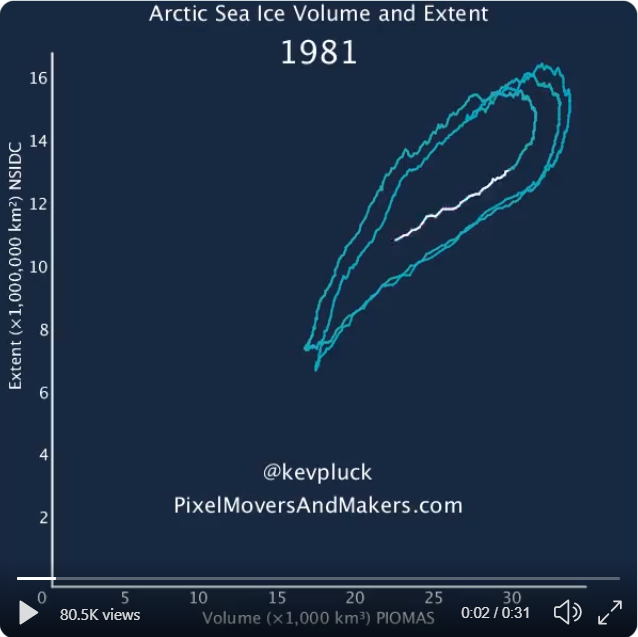 Arctic Sea Ice Volume and Extent
1981
16
14
12
10
8
6
4
2
0
Extent (×1,000,000 km²) NSIDC
@kevpluck
PixelMoversAndMakers.com
5 10 15 20 25 30
Volume (×1,000 km³) PIOMAS
80.5K views
0:02 / 0:31